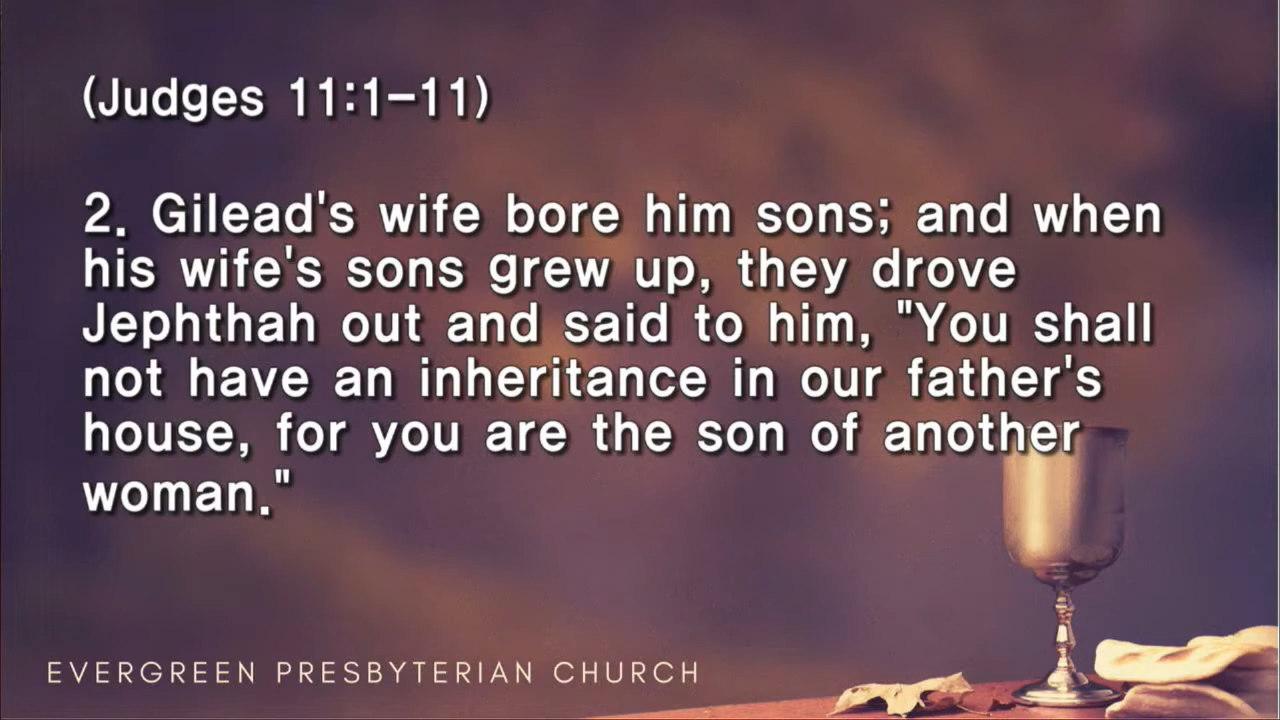 (Judges 11:1-11)
2. Gilead's wife bore him sons; and when
his wife's sons grew up, they drove
Jephthah out and said to him, "You shall
not have an inheritance in our father's
house, for you are the son of another
woman."
EVERGREEN PRESBYTERIAN CHURCH